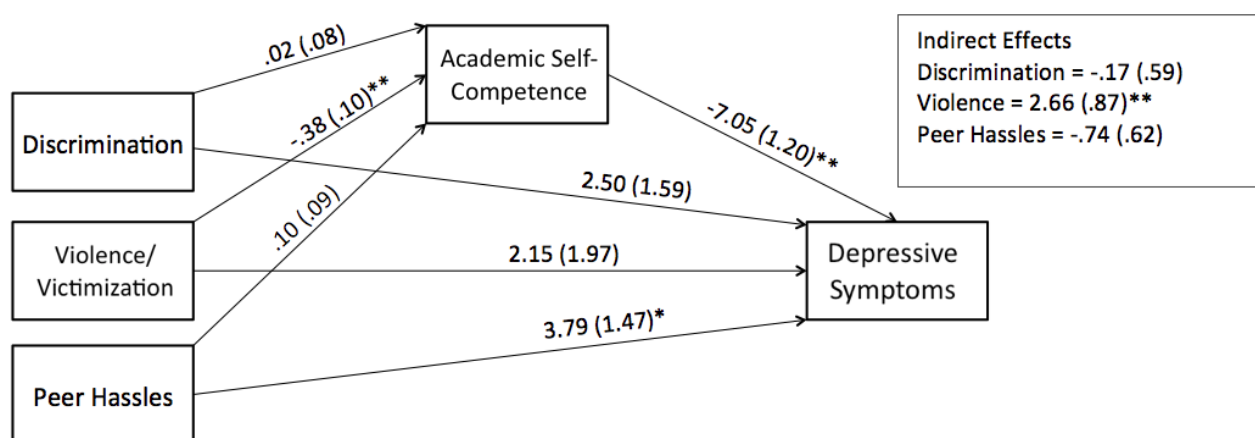 .02 (.08)
Academic Self-
Competence
Indirect Effects
Discrimination = -.17 (.59)
Violence = 2.66 (.87)**
Peer Hassles = -.74 (.62)
Discrimination
-.38 (.10)**
-7.05 (1.20)**
2.50 (1.59)
.10 (.09)
Violence/
Victimization
2.15 (1.97)
Depressive
Symptoms
3.79 (1.47)*
Peer Hassles